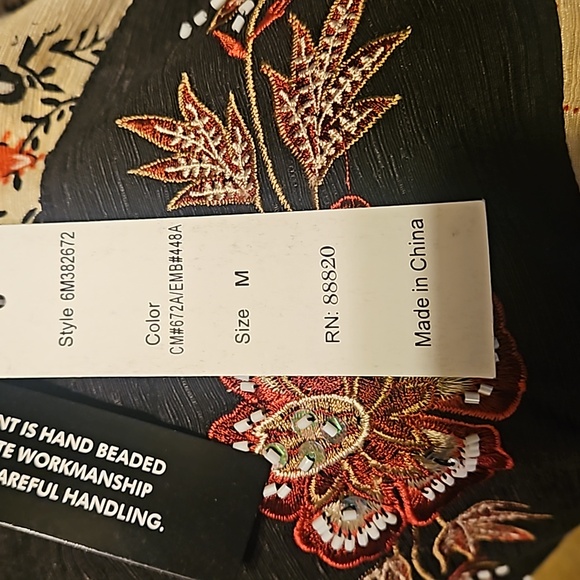 Style 6M382672
Color
CM#672A/EMB#448A
Size M
RN: 88820
Made in China
NT IS HAND BEADED
TE WORKMANSHIP
AREFUL HANDLING.